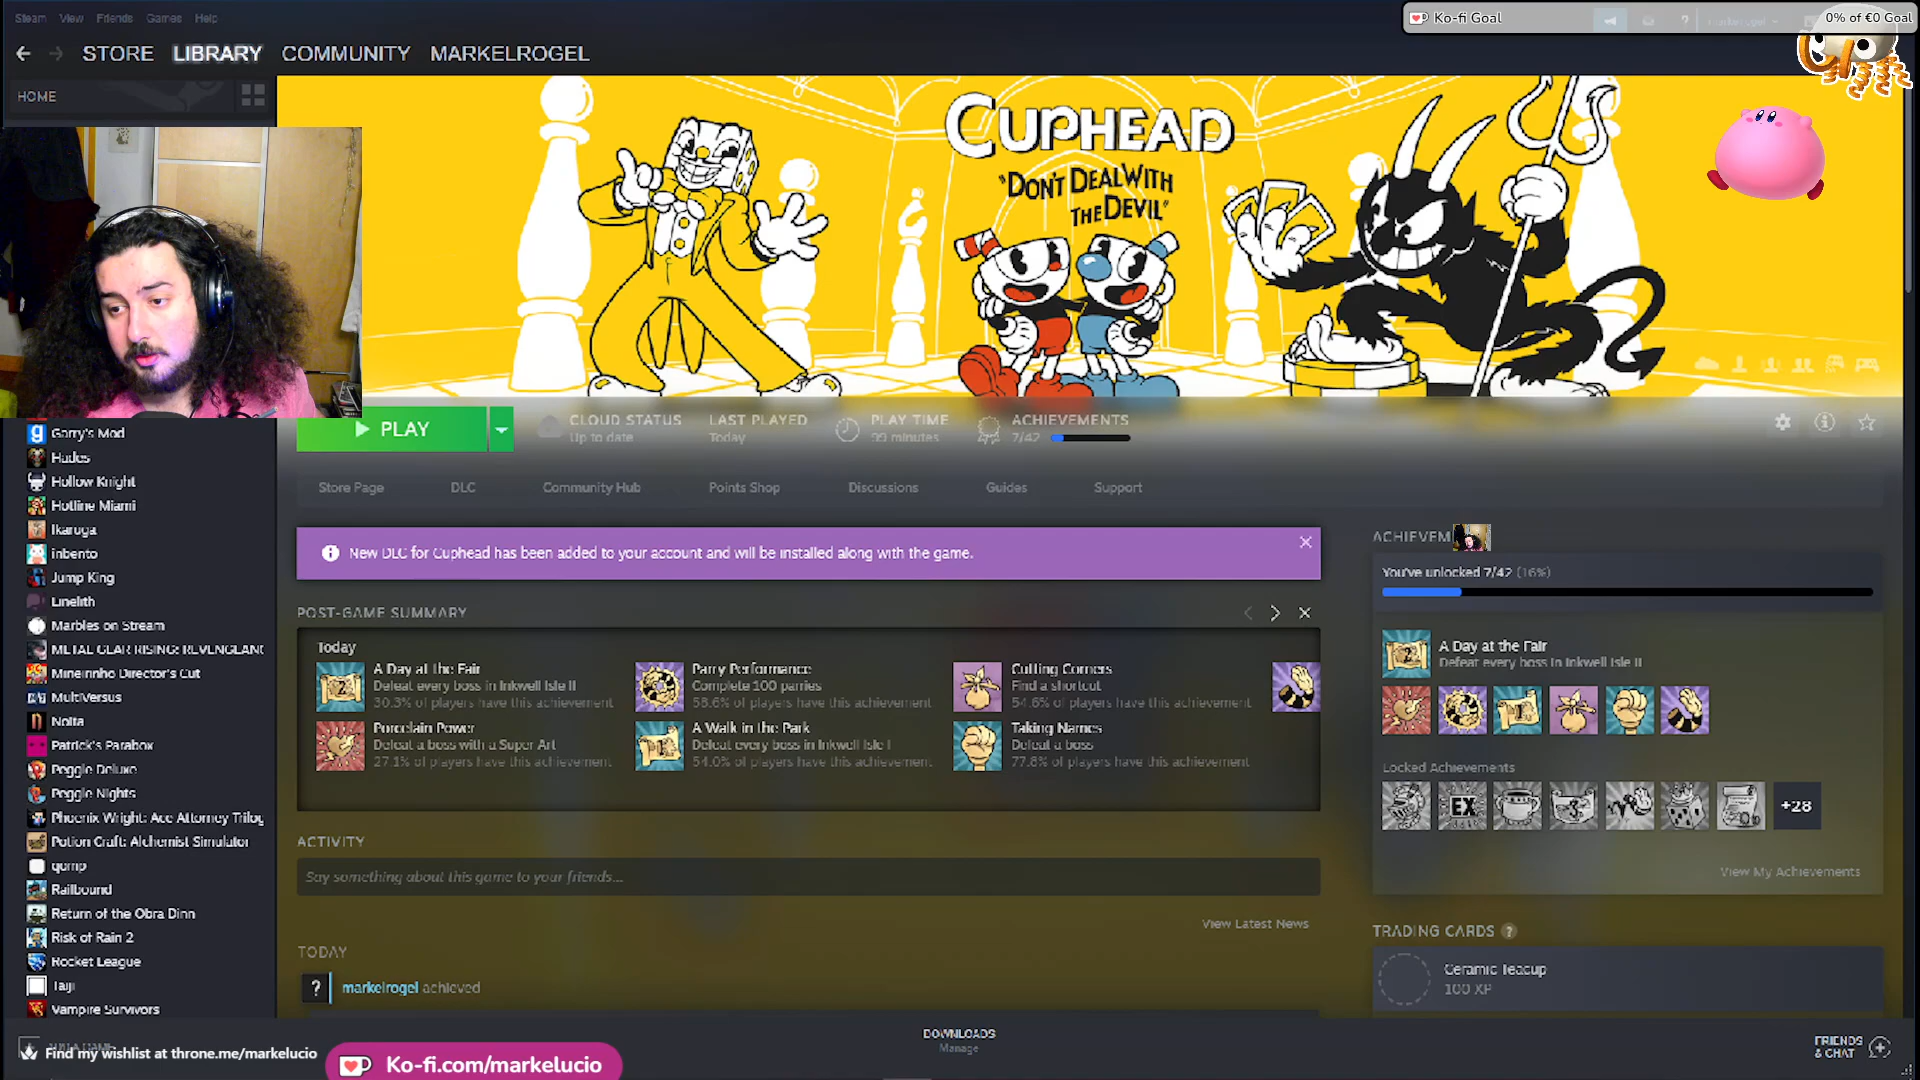 Steam View Friends Games Help
Ko-fi Goal
0% of €0 Goal
STORE LIBRARY COMMUNITY MARKELROGEL
HOME
CUPHEAD
"DON'T DEAL WITH
THE DEVIL"
PLAY
CLOUD STATUS
Up to date
LAST PLAYED
Today
PLAY TIME
99 minutes
ACHIEVEMENTS
7/42
Store Page DLC Community Hub Points Shop Discussions Guides Support
New DLC for Cuphead has been added to your account and will be installed along with the game.
POST-GAME SUMMARY
Today
A Day at the Fair
Defeat every boss in Inkwell Isle II
30.3% of players have this achievement
Parry Performance
Complete 100 parries
58.6% of players have this achievement
Cutting Corners
Find a shortcut
54.6% of players have this achievement
Porcelain Power
Defeat a boss with a Super Art
27.1% of players have this achievement
A Walk in the Park
Defeat every boss in Inkwell Isle I
54.0% of players have this achievement
Taking Names
Defeat a boss
77.8% of players have this achievement
ACTIVITY
Say something about this game to your friends...
View Latest News
TODAY
markelrogel achieved
ACHIEVEM
You've unlocked 7/42 (16%)
A Day at the Fair
Defeat every boss in Inkwell Isle II
Locked Achievements
EX
+28
View My Achievements
TRADING CARDS ?
Ceramic Teacup
100 XP
Garry's Mod
Hades
Hollow Knight
Hotline Miami
Ikaruga
inbento
Jump King
Linelith
Marbles on Stream
METAL GEAR RISING: REVENGEANC
Mineirinho Director's Cut
MultiVersus
Noita
Patrick's Parabox
Peggle Deluxe
Peggle Nights
Phoenix Wright: Ace Attorney Trilog
Potion Craft: Alchemist Simulator
qomp
Railbound
Return of the Obra Dinn
Risk of Rain 2
Rocket League
Taiji
Vampire Survivors
Find my wishlist at throne.me/markelucio
Ko-fi.com/markelucio
DOWNLOADS
Manage
FRIENDS
& CHAT